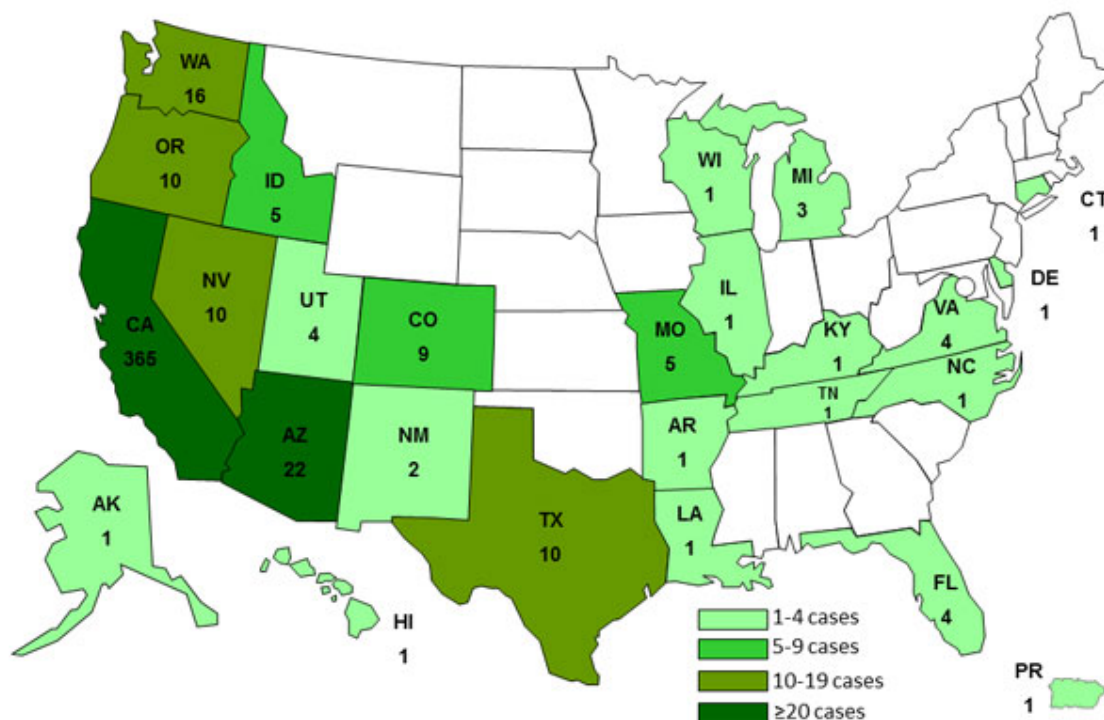 WA
16
OR
10
ID
5
WI
1
MI
3
CT
1
NV
10
UT
4
CO
9
CA
365
IL
1
MO
5
KY
1
VA
4
DE
1
NC
1
TN
1
AZ
22
NM
2
AR
1
AK
1
TX
10
LA
1
FL
4
HI
1
1-4 cases
5-9 cases
10-19 cases
≥20 cases
PR
1